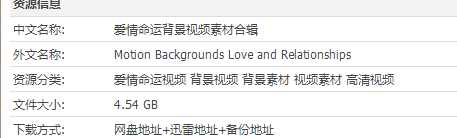 资源信息
中文名称: 爱情命运背景视频素材合辑
外文名称: Motion Backgrounds Love and Relationships
资源分类: 爱情命运视频 背景视频 背景素材 视频素材 高清视频
文件大小: 4.54 GB
下载方式: 网盘地址+迅雷地址+备份地址